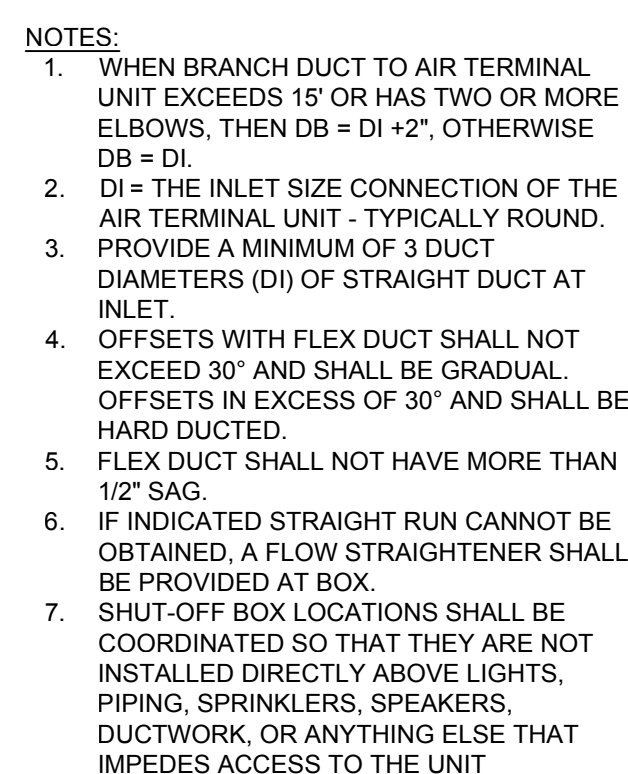 NOTES:
1. WHEN BRANCH DUCT TO AIR TERMINAL
UNIT EXCEEDS 15' OR HAS TWO OR MORE
ELBOWS, THEN DB = DI +2", OTHERWISE
DB = DI.
2. DI = THE INLET SIZE CONNECTION OF THE
AIR TERMINAL UNIT - TYPICALLY ROUND.
3. PROVIDE A MINIMUM OF 3 DUCT
DIAMETERS (DI) OF STRAIGHT DUCT AT
INLET.
4. OFFSETS WITH FLEX DUCT SHALL NOT
EXCEED 30° AND SHALL BE GRADUAL.
OFFSETS IN EXCESS OF 30° AND SHALL BE
HARD DUCTED.
5. FLEX DUCT SHALL NOT HAVE MORE THAN
1/2" SAG.
6. IF INDICATED STRAIGHT RUN CANNOT BE
OBTAINED, A FLOW STRAIGHTENER SHALL
BE PROVIDED AT BOX.
7. SHUT-OFF BOX LOCATIONS SHALL BE
COORDINATED SO THAT THEY ARE NOT
INSTALLED DIRECTLY ABOVE LIGHTS,
PIPING, SPRINKLERS, SPEAKERS,
DUCTWORK, OR ANYTHING ELSE THAT
IMPEDES ACCESS TO THE UNIT